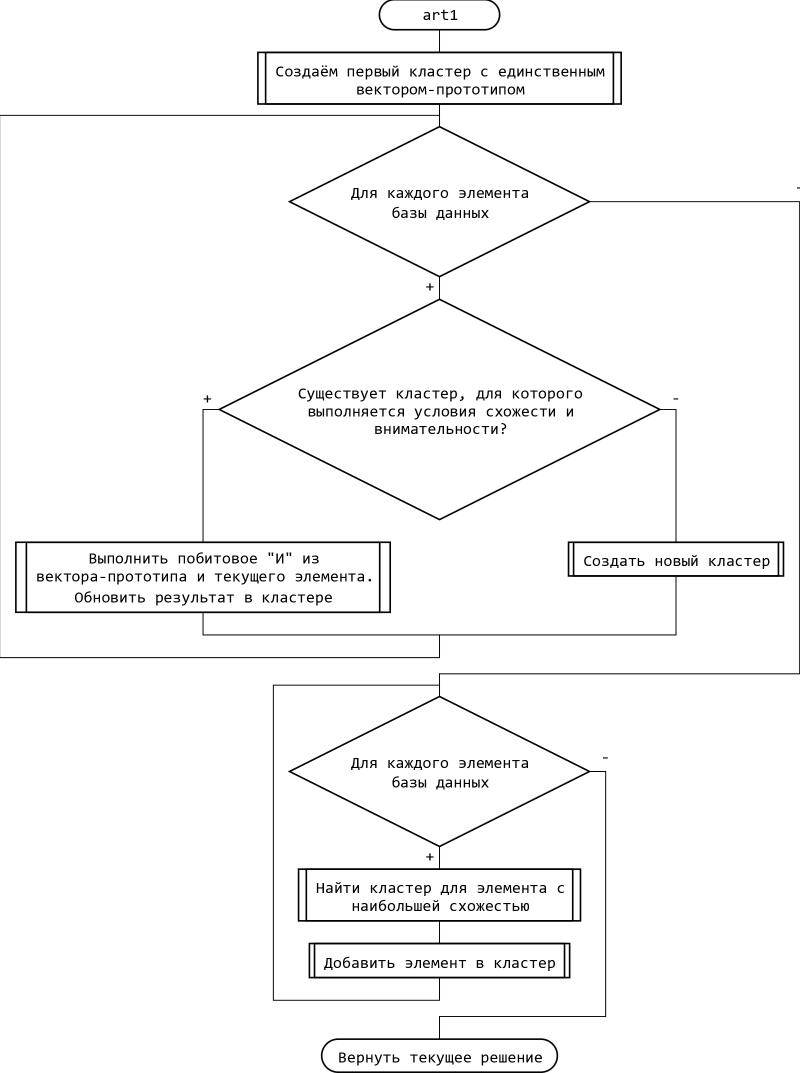 art1
Создаём первый кластер с единственным
вектором-прототипом
Для каждого элемента
базы данных
-
+
Существует кластер, для которого
выполняется условия схожести и
внимательности?
+
-
Выполнить побитовое "И" из
вектора-прототипа и текущего элемента.
Обновить результат в кластере
Создать новый кластер
Для каждого элемента
базы данных
-
+
Найти кластер для элемента с
наибольшей схожестью
Добавить элемент в кластер
Вернуть текущее решение